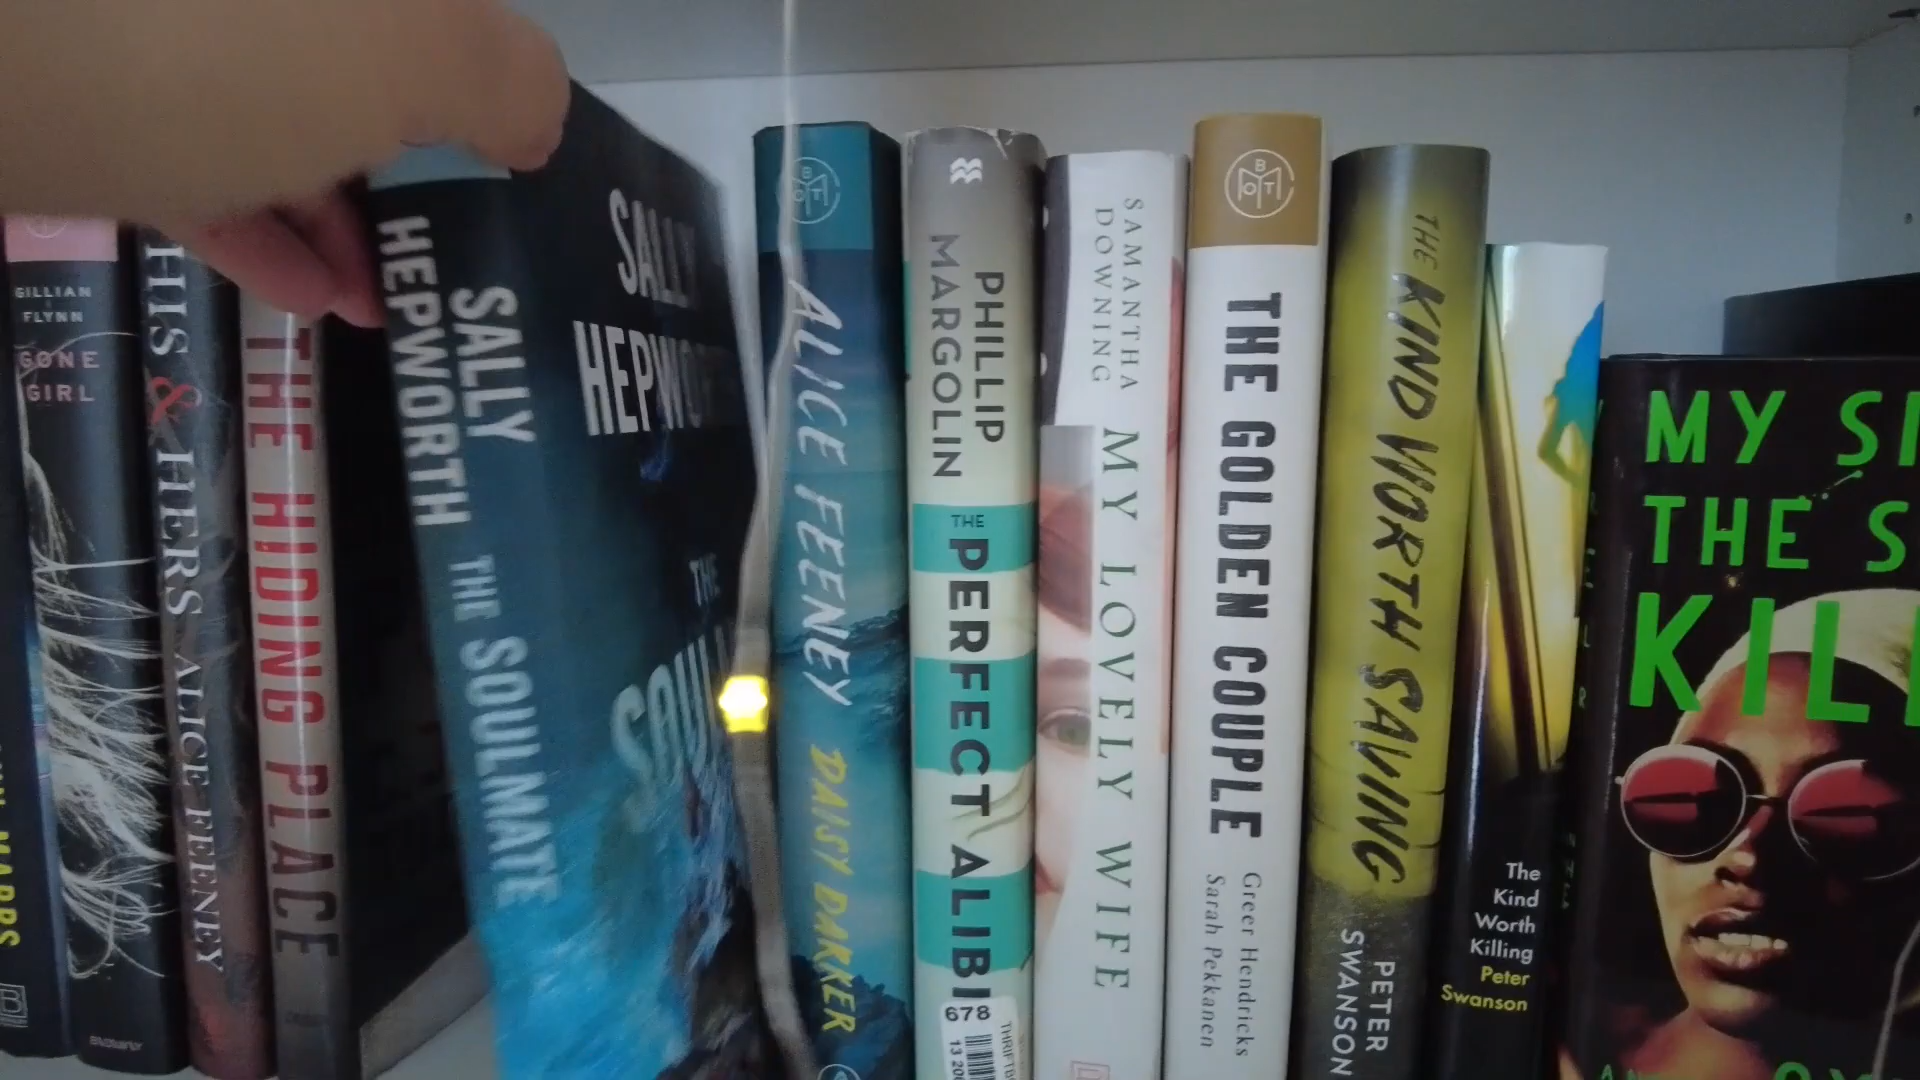 GILLIAN
FLYNN
GONE
GIRL
HIS & HERS ALICE FEENEY
THE HIDING PLACE
SALLY
HEPWORTH
THE SOULMATE
SALLY
HEPWORTH
THE
ALICE FEENEY DAISY DARKER
PHILLIP
MARGOLIN
THE
PERFECT ALIBI
678
SAMANTHA
DOWNING
MY LOVELY WIFE
BOTM
THE GOLDEN COUPLE
Greer Hendricks
Sarah Pekkanen
THE KIND WORTH SAVING
PETER
SWANSON
The
Kind
Worth
Killing
Peter
Swanson
MY SI
THE S
KIL